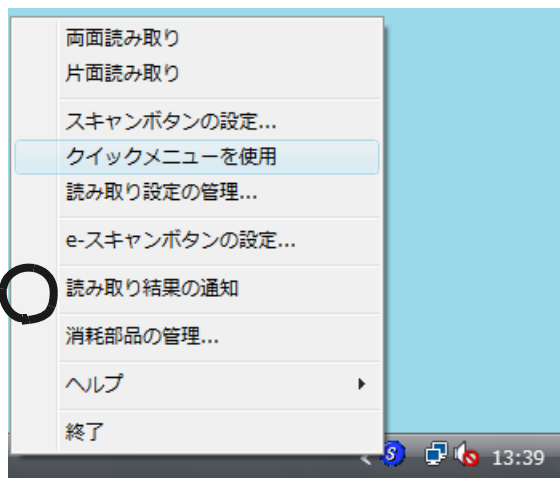 両面読み取り
片面読み取り
スキャンボタンの設定...
クイックメニューを使用
読み取り設定の管理...
e-スキャンボタンの設定...
読み取り結果の通知
消耗部品の管理...
ヘルプ
終了
S
13:39